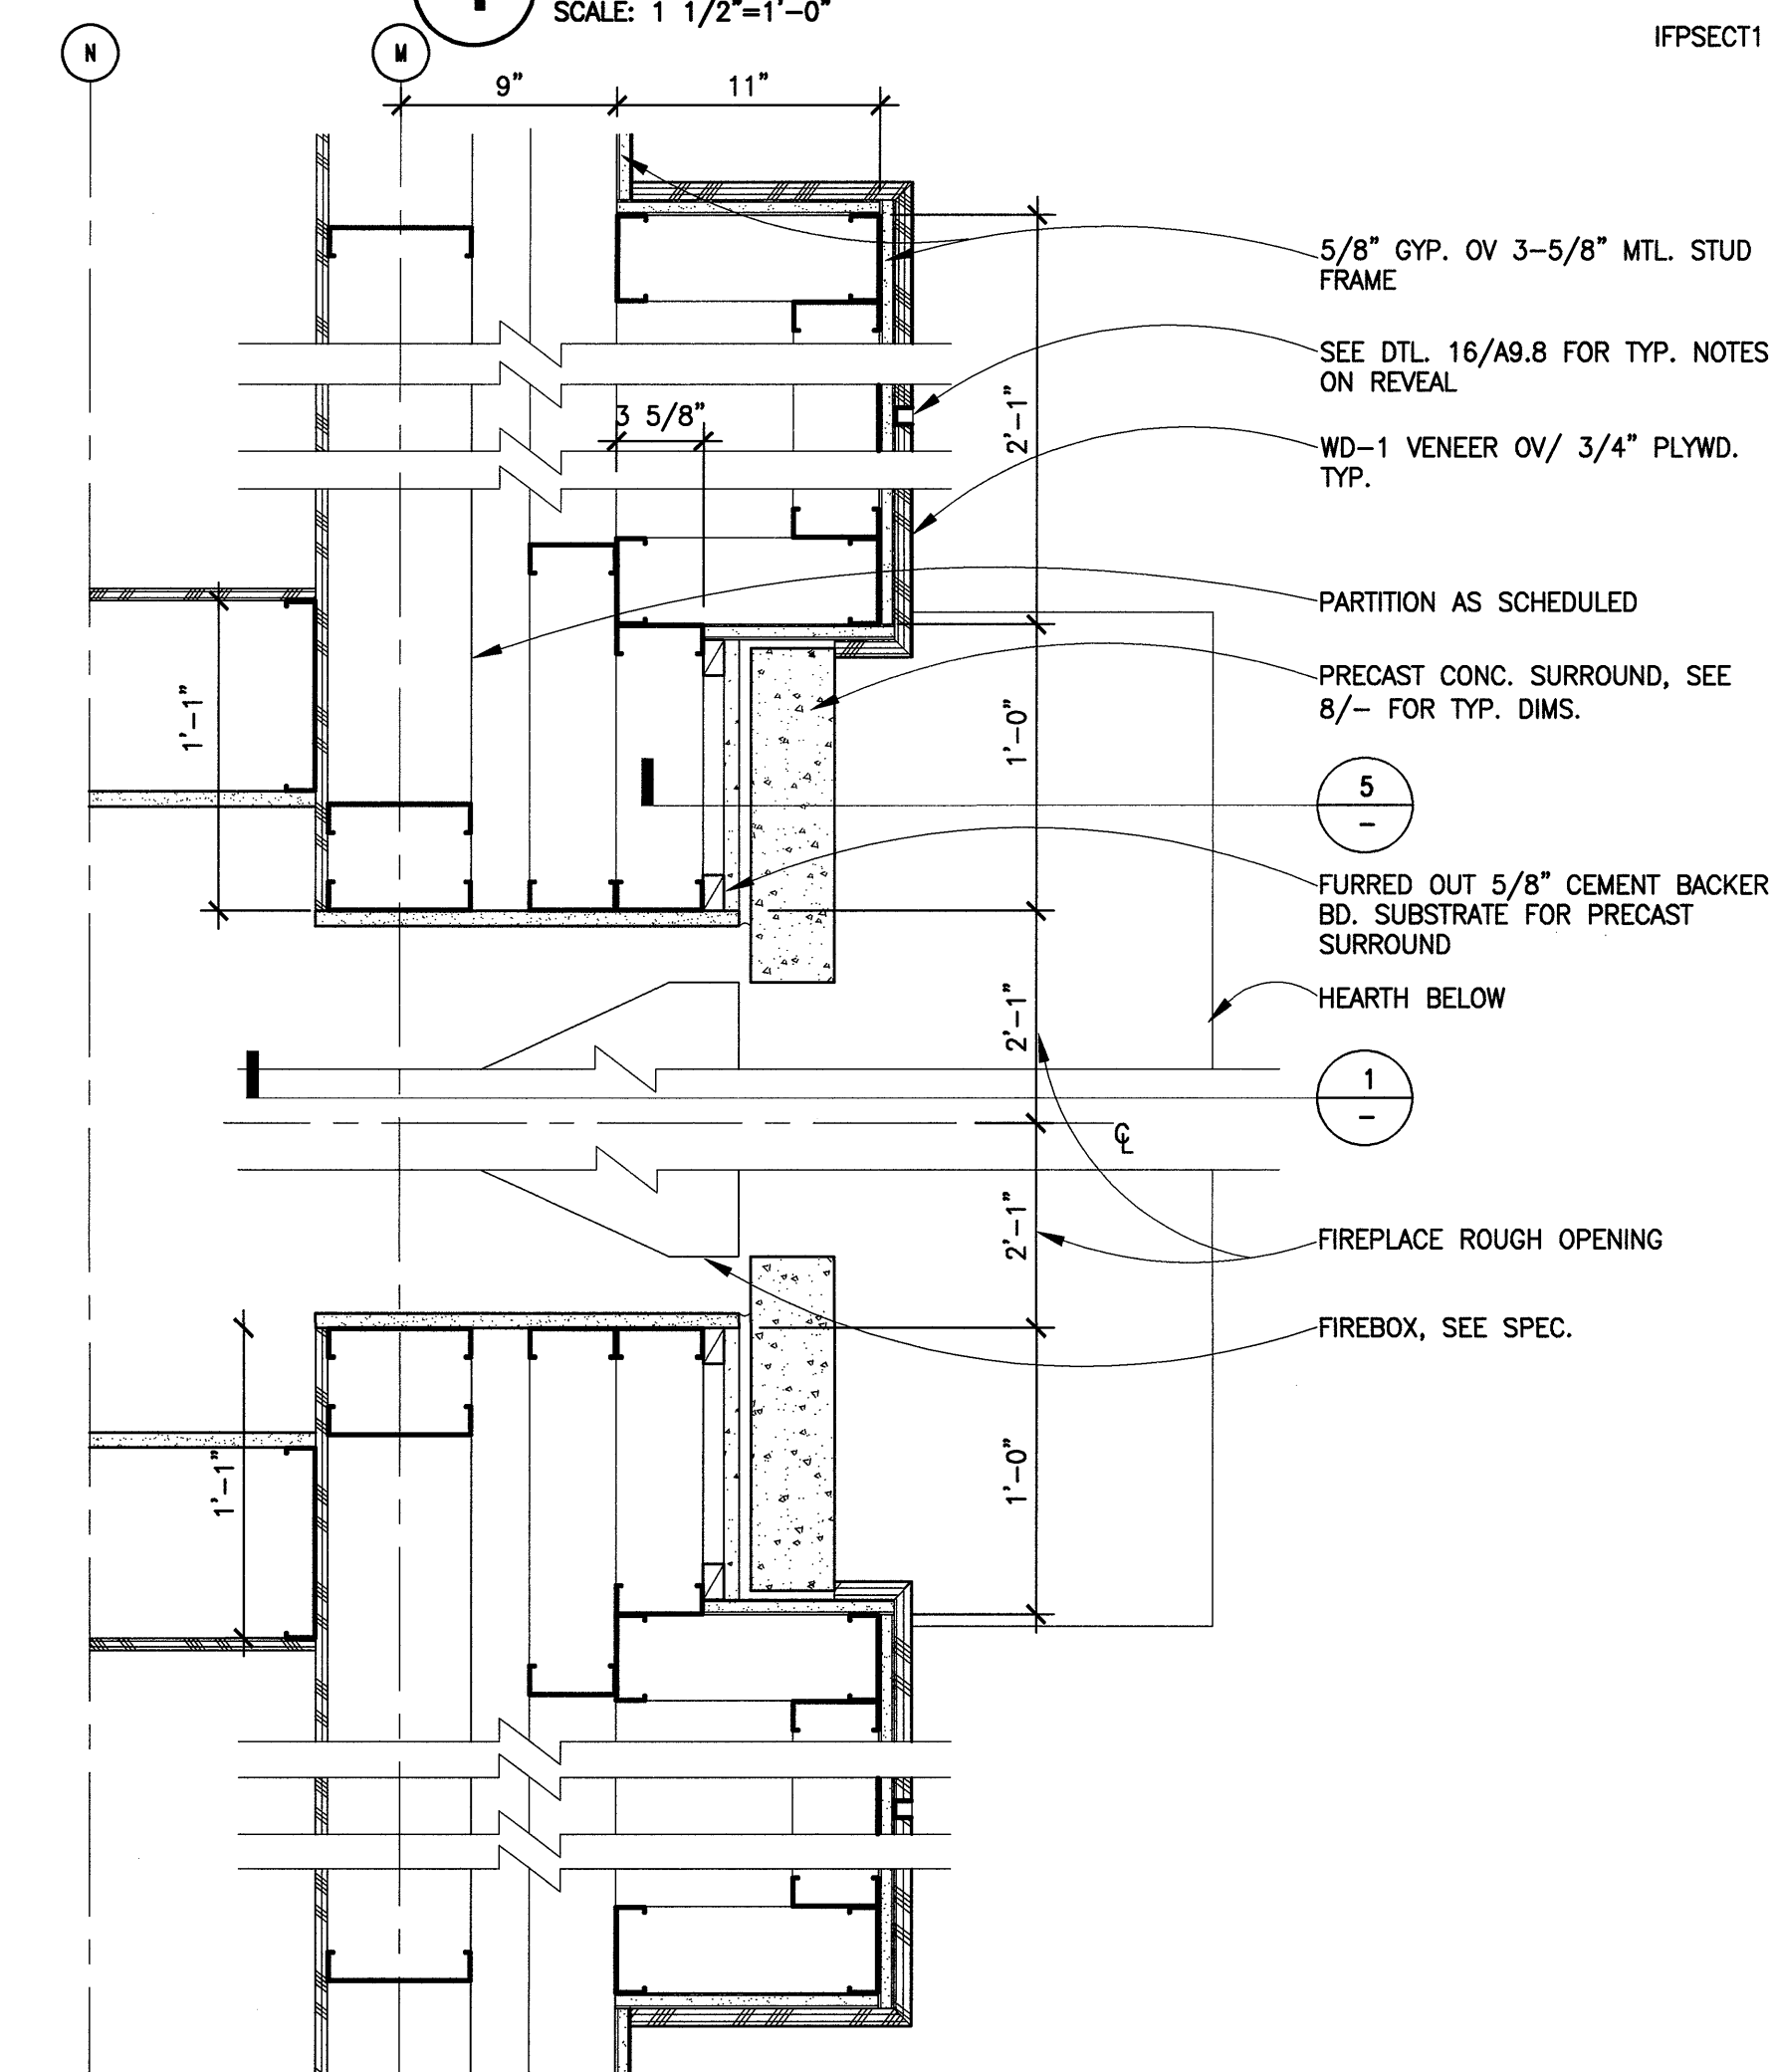 SCALE: 1 1/2"=1'-0"
IFPSECT1
N
M
9"
11"
5/8" GYP. OV 3-5/8" MTL. STUD
FRAME
SEE DTL. 16/A9.8 FOR TYP. NOTES
ON REVEAL
3 5/8"
2'-1"
WD-1 VENEER OV/ 3/4" PLYWD.
TYP.
PARTITION AS SCHEDULED
PRECAST CONC. SURROUND, SEE
8/- FOR TYP. DIMS.
1'-1"
1'-0"
5
-
FURRED OUT 5/8" CEMENT BACKER
BD. SUBSTRATE FOR PRECAST
SURROUND
HEARTH BELOW
2'-1"
1
-
℄
2'-1"
FIREPLACE ROUGH OPENING
FIREBOX, SEE SPEC.
1'-1"
1'-0"